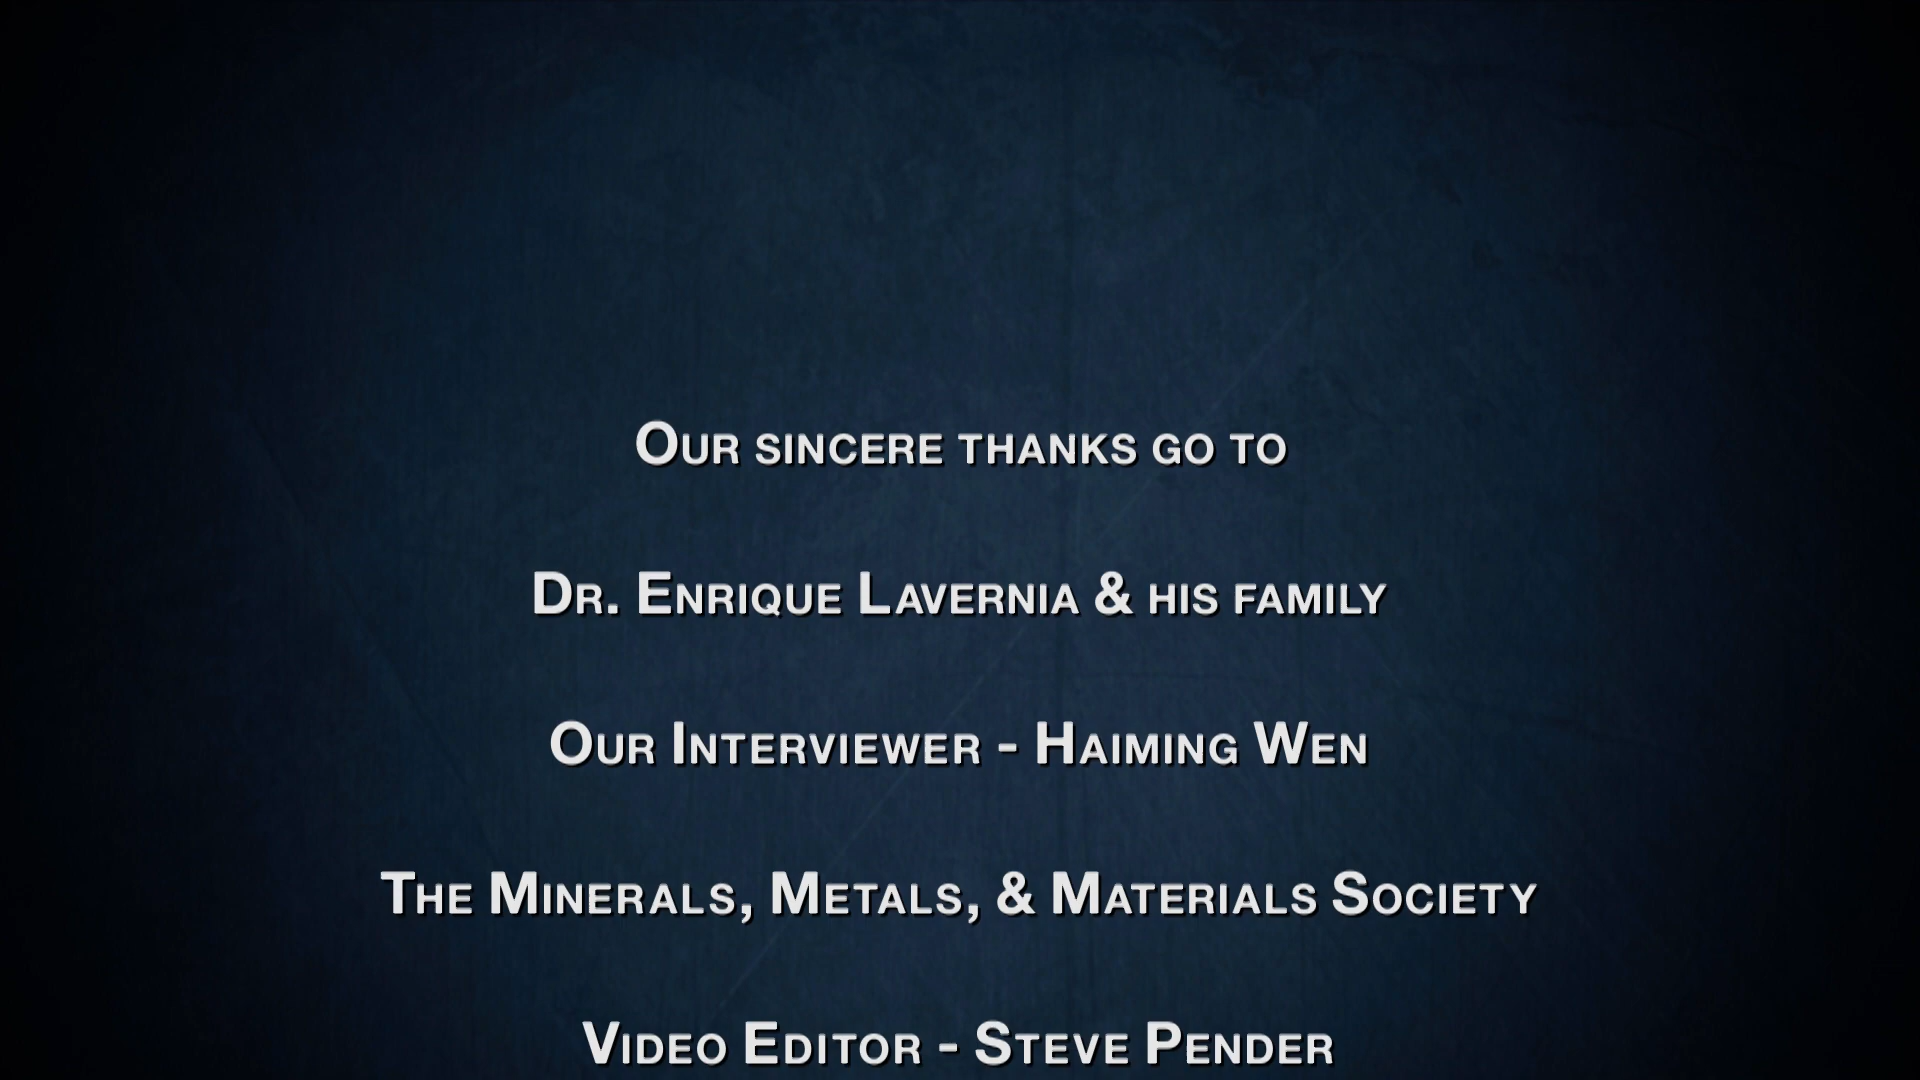 Our sincere thanks go to
Dr. Enrique Lavernia & his family
Our Interviewer - Haiming Wen
The Minerals, Metals, & Materials Society
Video Editor - Steve Pender